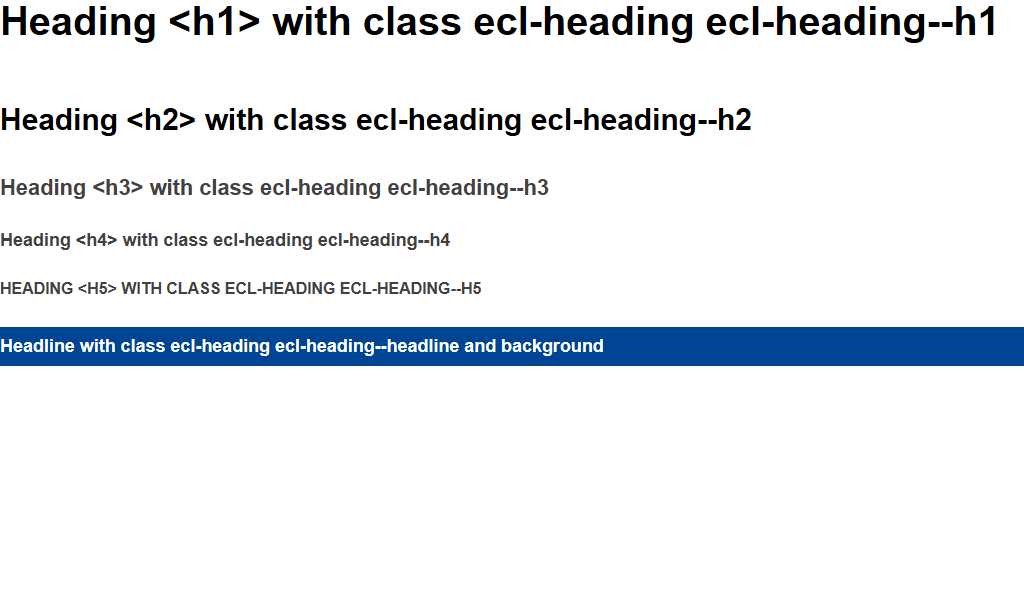 Heading <h1> with class ecl-heading ecl-heading--h1
Heading <h2> with class ecl-heading ecl-heading--h2
Heading <h3> with class ecl-heading ecl-heading--h3
Heading <h4> with class ecl-heading ecl-heading--h4
HEADING <H5> WITH CLASS ECL-HEADING ECL-HEADING--H5
Headline with class ecl-heading ecl-heading--headline and background